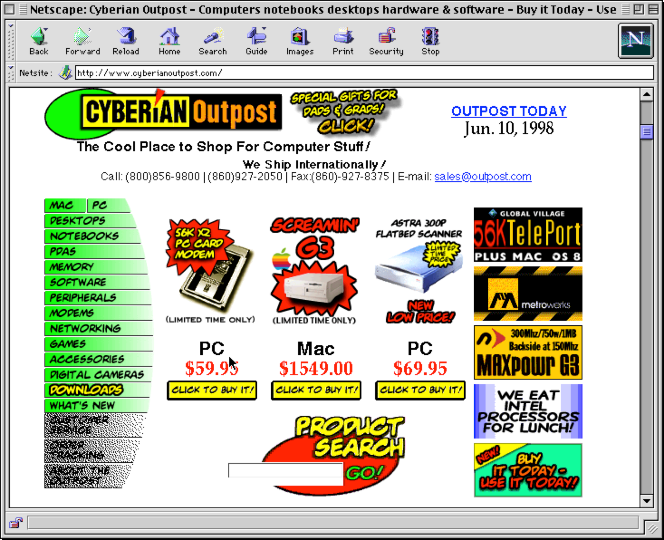 Netscape: Cyberian Outpost – Computers notebooks desktops hardware & software – Buy it Today – Use
Back Forward Reload Home Search Guide Images Print Security Stop
N
Netsite: http://www.cyberianoutpost.com/
CYBERIAN Outpost
SPECIAL GIFTS FOR
DADS & GRADS!
CLICK!
OUTPOST TODAY
Jun. 10, 1998
The Cool Place to Shop For Computer Stuff!
We Ship Internationally!
Call: (800)856-9800 | (860)927-2050 | Fax:(860)-927-8375 | E-mail: sales@outpost.com
MAC PC
DESKTOPS
NOTEBOOKS
PDAS
MEMORY
SOFTWARE
PERIPHERALS
MODEMS
NETWORKING
GAMES
ACCESSORIES
DIGITAL CAMERAS
DOWNLOADS
WHAT'S NEW
CUSTOMER
SERVICE
ORDER
TRACKING
ABOUT THE
OUTPOST
56K X2
PC CARD
MODEM
(LIMITED TIME ONLY)
PC
$59.95
CLICK TO BUY IT!
SCREAMIN'
G3
(LIMITED TIME ONLY)
Mac
$1549.00
CLICK TO BUY IT!
ASTRA 300P
FLATBED SCANNER
LIMITED
TIME
PRICE!
NEW
LOW PRICE!
PC
$69.95
CLICK TO BUY IT!
PRODUCT
SEARCH
GO!
GLOBAL VILLAGE
56K TelePort
PLUS MAC OS 8
metrowerks
300Mhz/750w/1MB
Backside at 150Mhz
MAXpowr G3
WE EAT
INTEL
PROCESSORS
FOR LUNCH!
NEW!
BUY
IT TODAY -
USE IT TODAY!